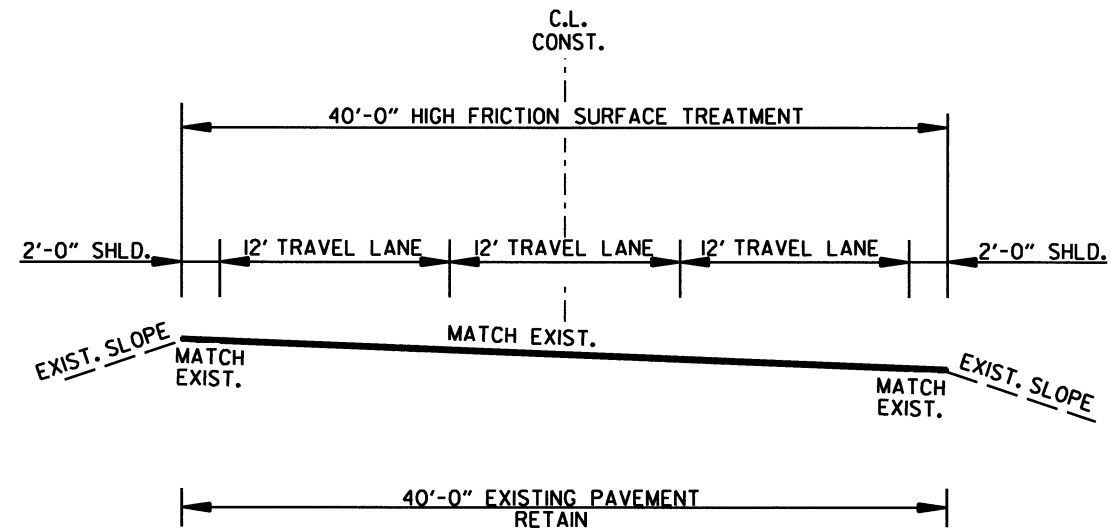 C.L.
CONST.
40'-0" HIGH FRICTION SURFACE TREATMENT
2'-0" SHLD.
12' TRAVEL LANE
12' TRAVEL LANE
12' TRAVEL LANE
2'-0" SHLD.
EXIST. SLOPE
MATCH
EXIST.
MATCH EXIST.
MATCH
EXIST.
EXIST. SLOPE
40'-0" EXISTING PAVEMENT
RETAIN